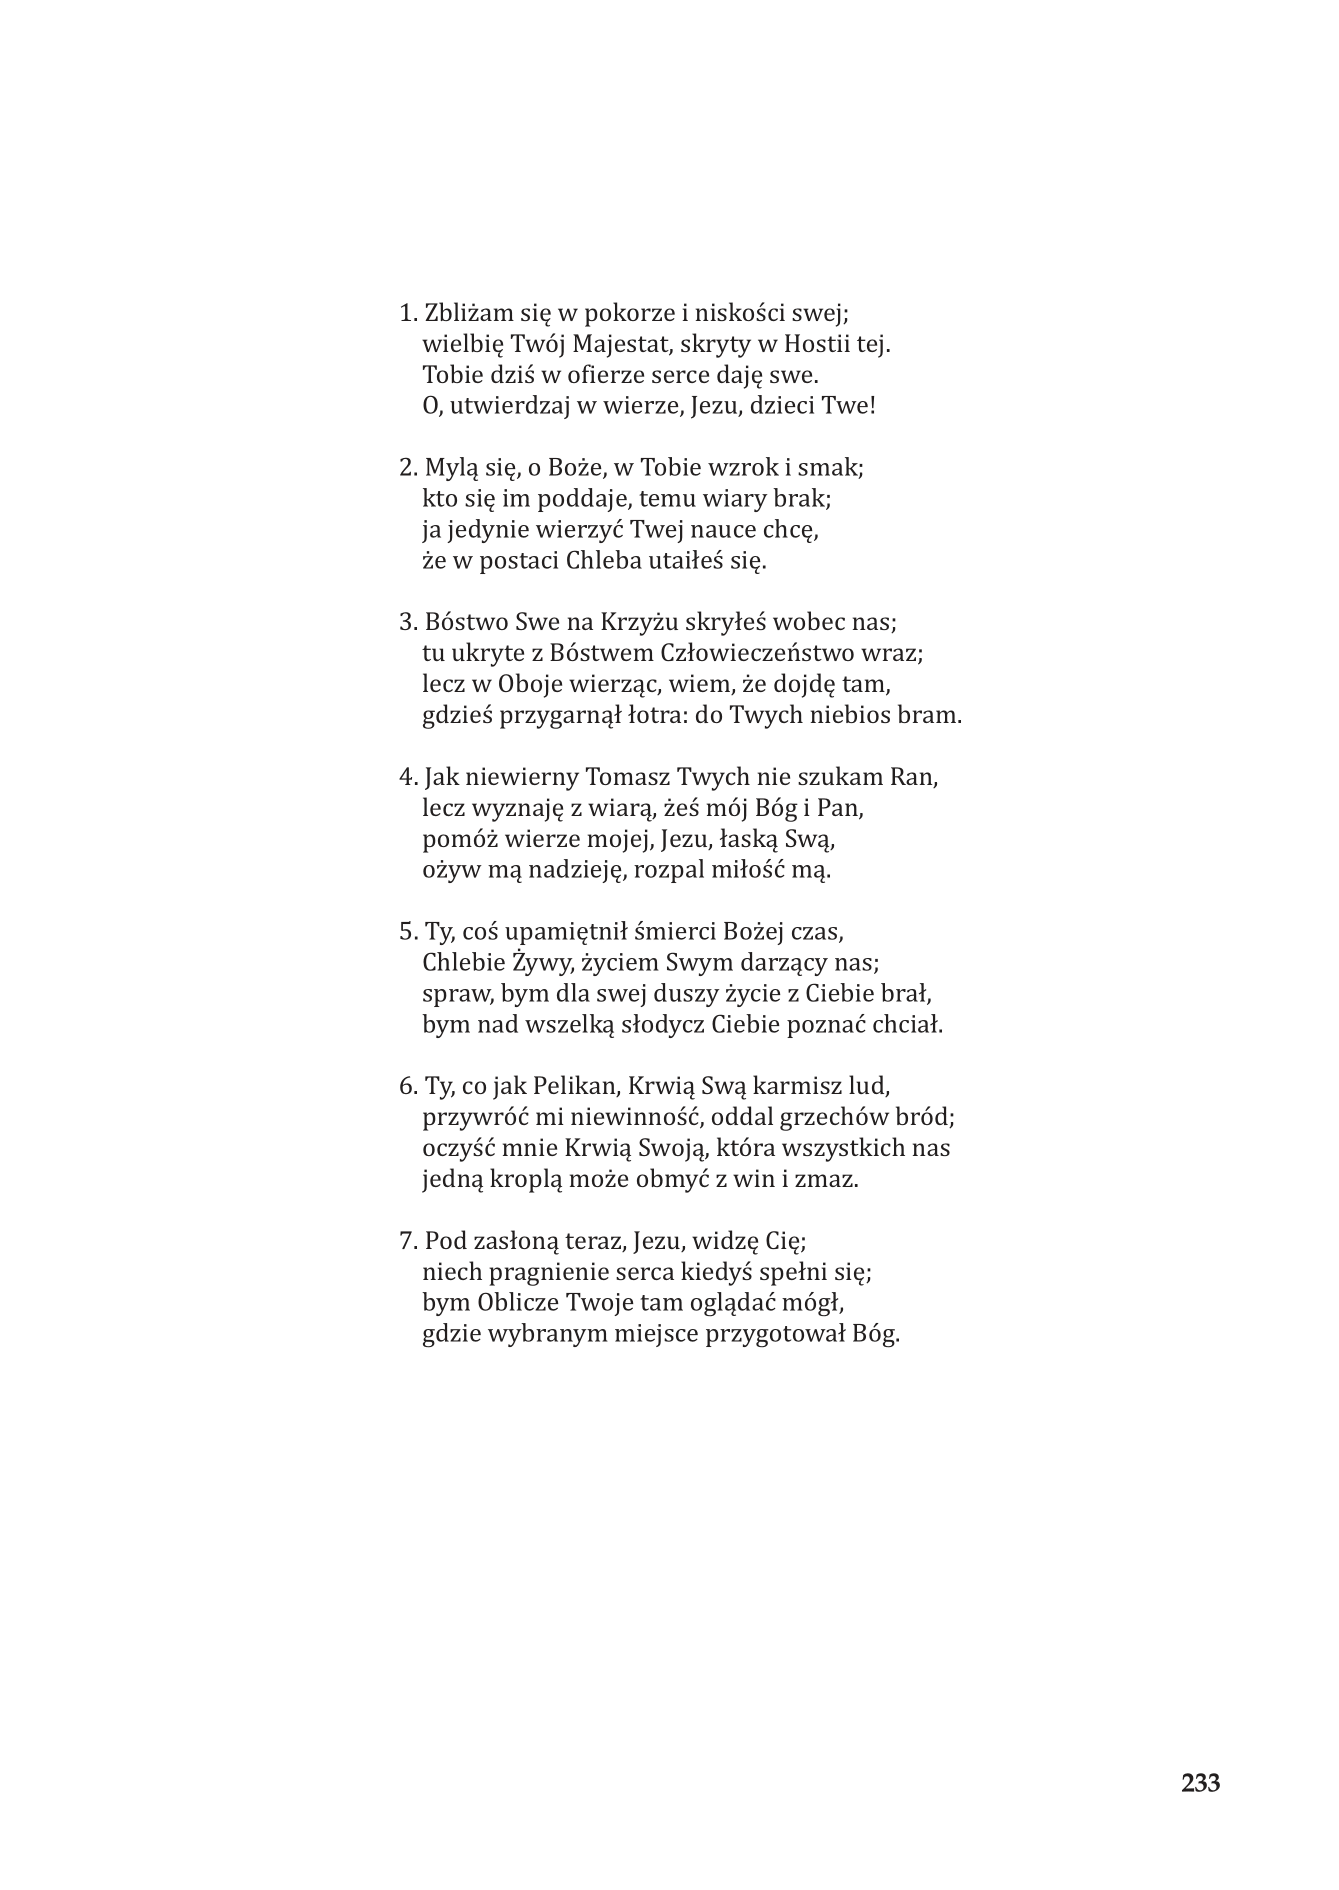 1. Zbliżam się w pokorze i niskości swej;
wielbię Twój Majestat, skryty w Hostii tej.
Tobie dziś w ofierze serce daję swe.
O, utwierdzaj w wierze, Jezu, dzieci Twe!
2. Mylą się, o Boże, w Tobie wzrok i smak;
kto się im poddaje, temu wiary brak;
ja jedynie wierzyć Twej nauce chcę,
że w postaci Chleba utaiłeś się.
3. Bóstwo Swe na Krzyżu skryłeś wobec nas;
tu ukryte z Bóstwem Człowieczeństwo wraz;
lecz w Oboje wierząc, wiem, że dojdę tam,
gdzieś przygarnął łotra: do Twych niebios bram.
4. Jak niewierny Tomasz Twych nie szukam Ran,
lecz wyznaję z wiarą, żeś mój Bóg i Pan,
pomóż wierze mojej, Jezu, łaską Swą,
ożyw mą nadzieję, rozpal miłość mą.
5. Ty, coś upamiętnił śmierci Bożej czas,
Chlebie Żywy, życiem Swym darzący nas;
spraw, bym dla swej duszy życie z Ciebie brał,
bym nad wszelką słodycz Ciebie poznać chciał.
6. Ty, co jak Pelikan, Krwią Swą karmisz lud,
przywróć mi niewinność, oddal grzechów bród;
oczyść mnie Krwią Swoją, która wszystkich nas
jedną kroplą może obmyć z win i zmaz.
7. Pod zasłoną teraz, Jezu, widzę Cię;
niech pragnienie serca kiedyś spełni się;
bym Oblicze Twoje tam oglądać mógł,
gdzie wybranym miejsce przygotował Bóg.
233